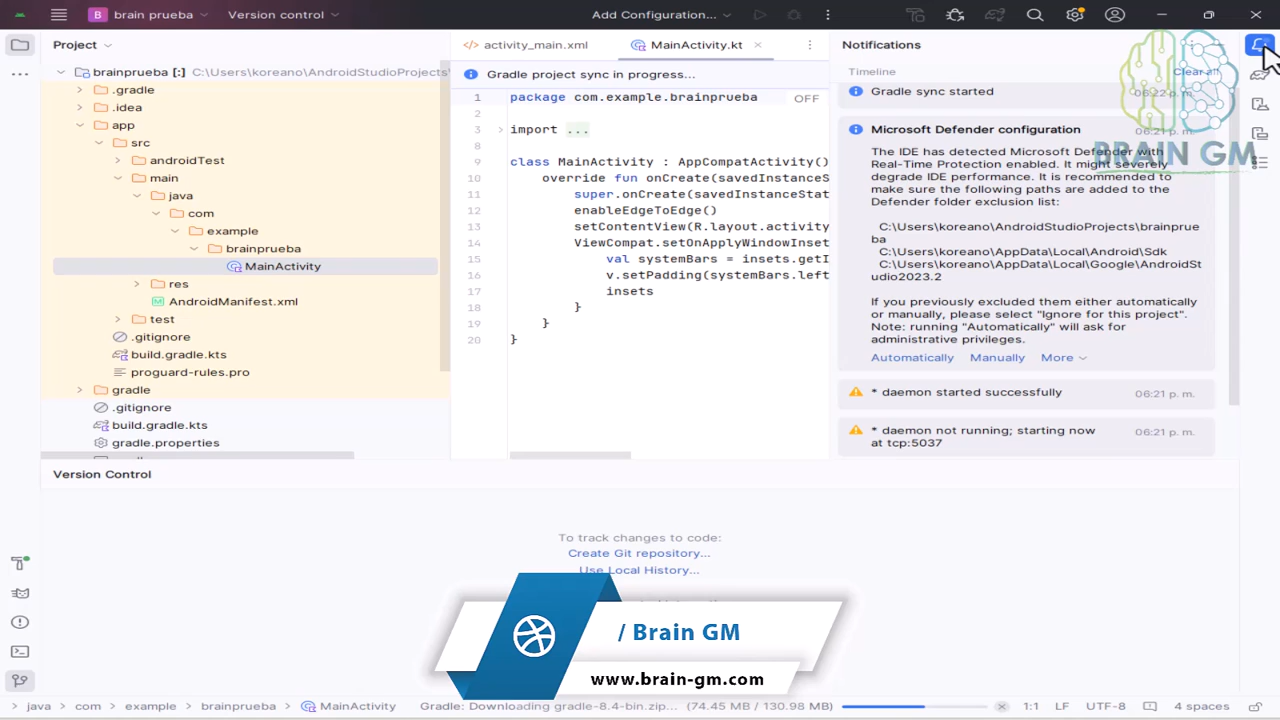 B brain prueba
Version control
Add Configuration...
Project
brainprueba [:] C:\Users\koreano\AndroidStudioProjects\
.gradle
.idea
app
src
androidTest
main
java
com
example
brainprueba
MainActivity
res
AndroidManifest.xml
test
.gitignore
build.gradle.kts
proguard-rules.pro
gradle
.gitignore
build.gradle.kts
gradle.properties
activity_main.xml
MainActivity.kt
Gradle project sync in progress...
1 package com.example.brainprueba
OFF
2
3 import ...
8
9 class MainActivity : AppCompatActivity()
10 override fun onCreate(savedInstanceS
11 super.onCreate(savedInstanceStat
12 enableEdgeToEdge()
13 setContentView(R.layout.activity
14 ViewCompat.setOnApplyWindowInset
15 val systemBars = insets.getI
16 v.setPadding(systemBars.left
17 insets
18 }
19 }
20 }
Notifications
Timeline
Clear all
Gradle sync started
06:22 p. m.
Microsoft Defender configuration
06:21 p. m.
The IDE has detected Microsoft Defender with
Real-Time Protection enabled. It might severely
degrade IDE performance. It is recommended to
make sure the following paths are added to the
Defender folder exclusion list:
C:\Users\koreano\AndroidStudioProjects\brainprue
ba
C:\Users\koreano\AppData\Local\Android\Sdk
C:\Users\koreano\AppData\Local\Google\AndroidSt
udio2023.2
If you previously excluded them either automatically
or manually, please select "Ignore for this project".
Note: running "Automatically" will ask for
administrative privileges.
Automatically Manually More
* daemon started successfully
06:21 p. m.
* daemon not running; starting now
at tcp:5037
06:21 p. m.
BRAIN GM
Version Control
To track changes to code:
Create Git repository...
Use Local History...
/ Brain GM
www.brain-gm.com
java > com > example > brainprueba > MainActivity
Gradle: Downloading gradle-8.4-bin.zip... (74.45 MB / 130.98 MB)
1:1 LF UTF-8 4 spaces